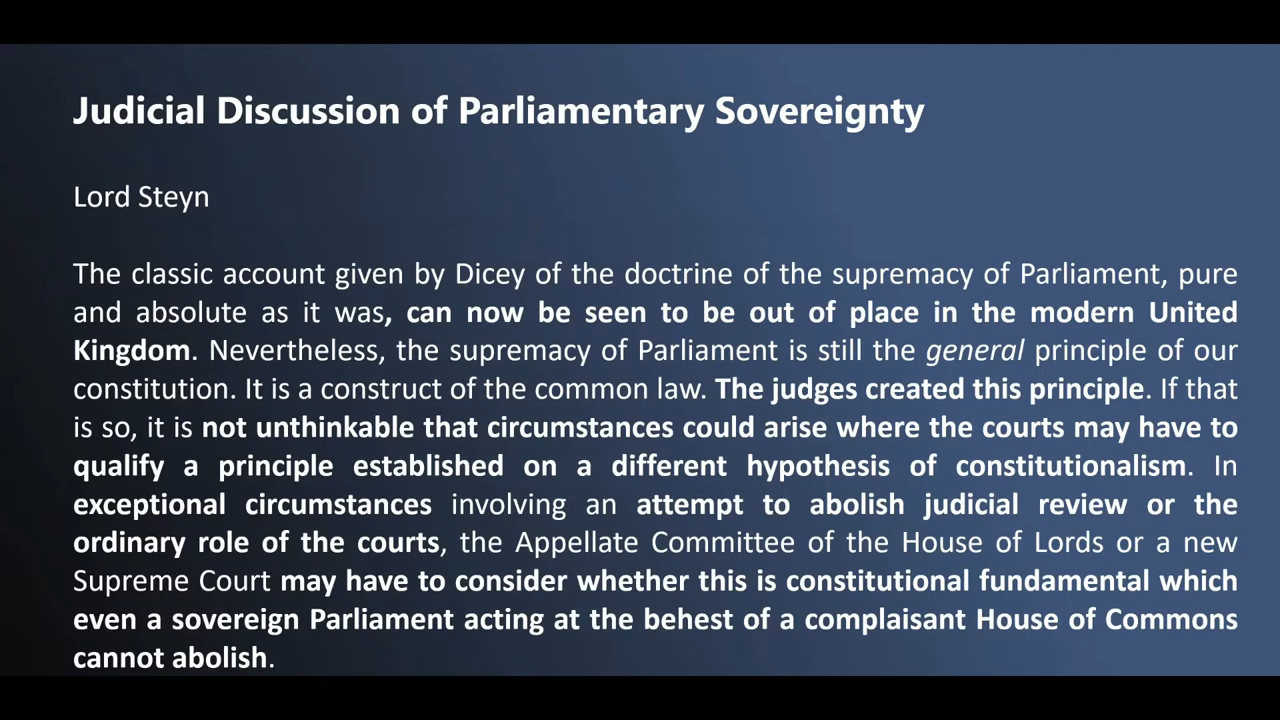 Judicial Discussion of Parliamentary Sovereignty
Lord Steyn
The classic account given by Dicey of the doctrine of the supremacy of Parliament, pure
and absolute as it was, can now be seen to be out of place in the modern United
Kingdom. Nevertheless, the supremacy of Parliament is still the general principle of our
constitution. It is a construct of the common law. The judges created this principle. If that
is so, it is not unthinkable that circumstances could arise where the courts may have to
qualify a principle established on a different hypothesis of constitutionalism. In
exceptional circumstances involving an attempt to abolish judicial review or the
ordinary role of the courts, the Appellate Committee of the House of Lords or a new
Supreme Court may have to consider whether this is constitutional fundamental which
even a sovereign Parliament acting at the behest of a complaisant House of Commons
cannot abolish.